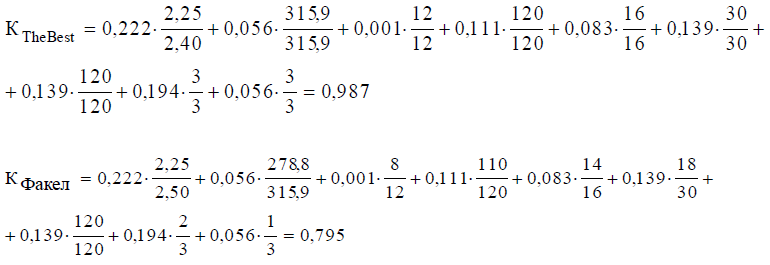 K TheBest = 0,222· 2,25/2,40 + 0,056· 315,9/315,9 + 0,001· 12/12 + 0,111· 120/120 + 0,083· 16/16 + 0,139· 30/30 +
+ 0,139· 120/120 + 0,194· 3/3 + 0,056· 3/3 = 0,987
K Факел = 0,222· 2,25/2,50 + 0,056· 278,8/315,9 + 0,001· 8/12 + 0,111· 110/120 + 0,083· 14/16 + 0,139· 18/30 +
+ 0,139· 120/120 + 0,194· 2/3 + 0,056· 1/3 = 0,795